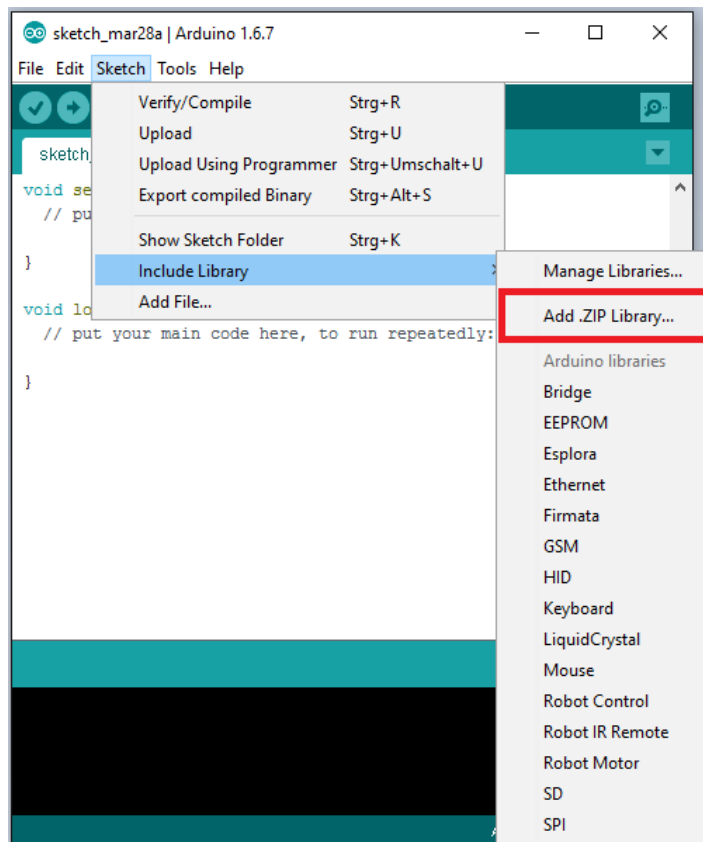 sketch_mar28a | Arduino 1.6.7
File Edit Sketch Tools Help
Verify/Compile Strg+R
Upload Strg+U
sketch_
Upload Using Programmer Strg+Umschalt+U
void se
Export compiled Binary Strg+Alt+S
// pu
Show Sketch Folder Strg+K
}
Include Library
Manage Libraries...
void lo
Add File...
Add .ZIP Library...
// put your main code here, to run repeatedly:
Arduino libraries
}
Bridge
EEPROM
Esplora
Ethernet
Firmata
GSM
HID
Keyboard
LiquidCrystal
Mouse
Robot Control
Robot IR Remote
Robot Motor
SD
SPI